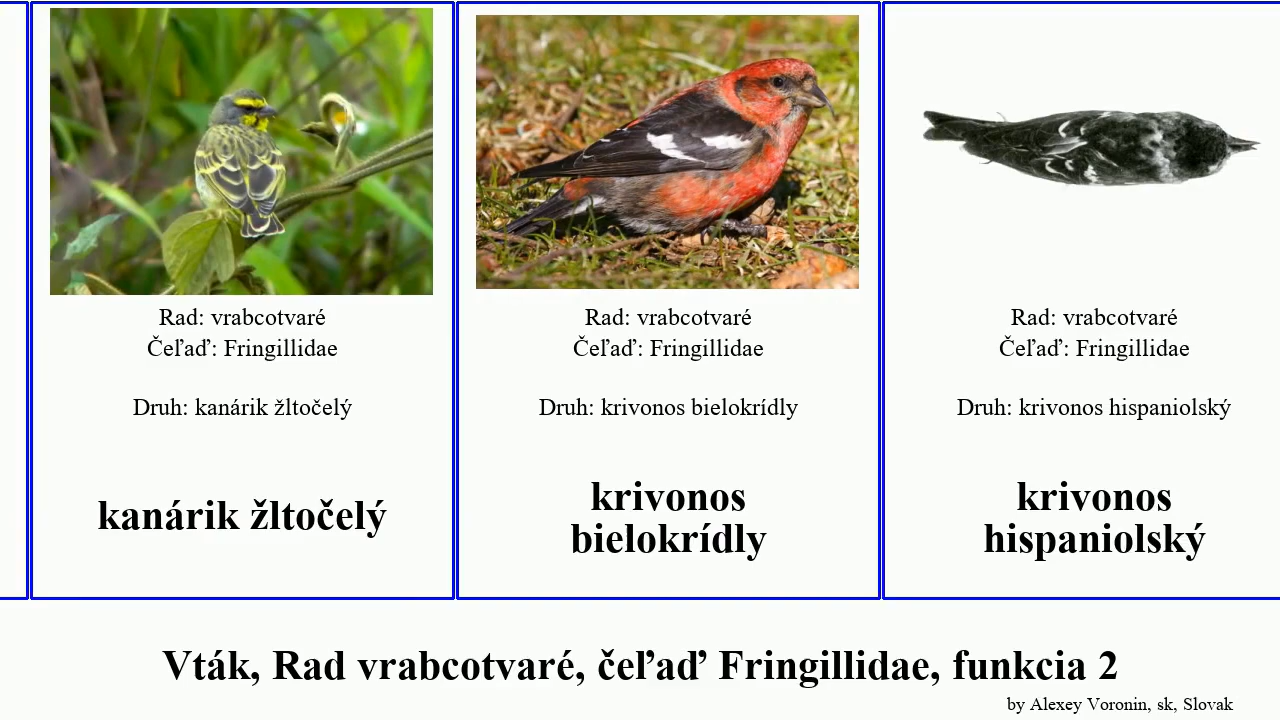 Rad: vrabcotvaré
Čeľaď: Fringillidae
Druh: kanárik žltočelý
kanárik žltočelý
Rad: vrabcotvaré
Čeľaď: Fringillidae
Druh: krivonos bielokrídly
krivonos
bielokrídly
Rad: vrabcotvaré
Čeľaď: Fringillidae
Druh: krivonos hispaniolský
krivonos
hispaniolský
Vták, Rad vrabcotvaré, čeľaď Fringillidae, funkcia 2
by Alexey Voronin, sk, Slovak